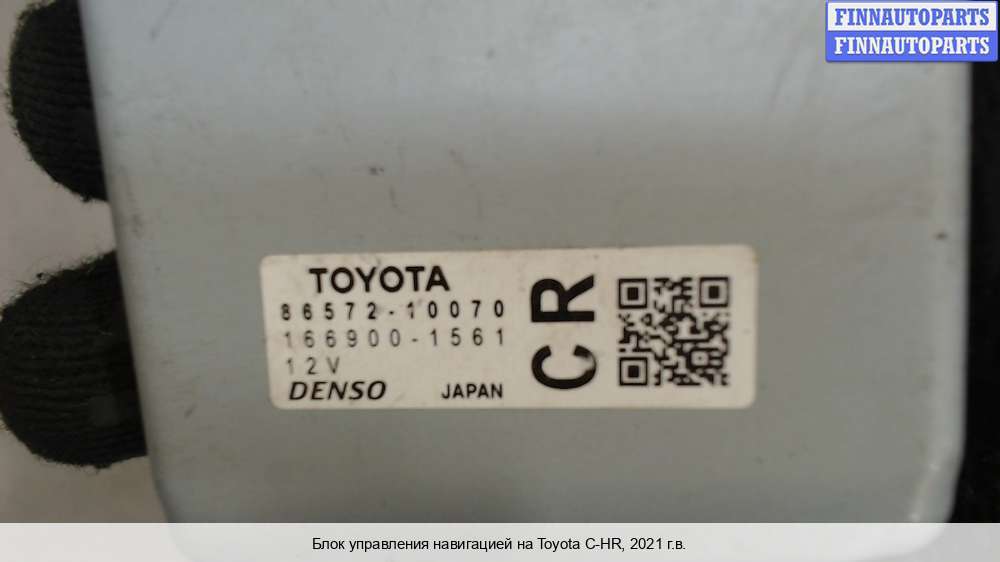 FINNAUTOPARTS
FINNAUTOPARTS
TOYOTA
86572-10070
166900-1561
12V
DENSO JAPAN
CR
Блок управления навигацией на Toyota C-HR, 2021 г.в.